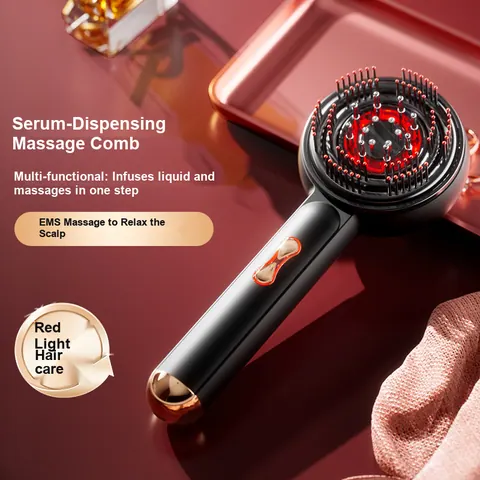 Serum-Dispensing
Massage Comb
Multi-functional: Infuses liquid and
massages in one step
EMS Massage to Relax the
Scalp
Red
Light
Hair
care